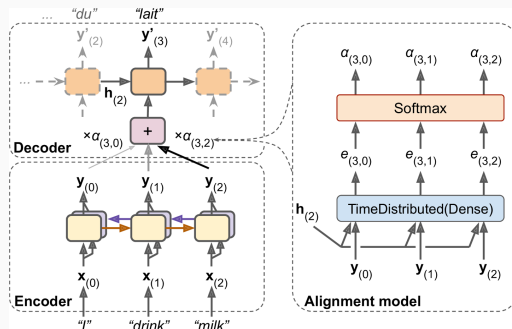 ... "du" "lait"
y'(2) y'(3) y'(4)
... h(2)
Decoder ×α(3,0) + ×α(3,2)
y(0) y(1) y(2)
x(0) x(1) x(2)
Encoder
"I" "drink" "milk"
α(3,0) α(3,1) α(3,2)
Softmax
e(3,0) e(3,1) e(3,2)
h(2) TimeDistributed(Dense)
y(0) y(1) y(2)
Alignment model